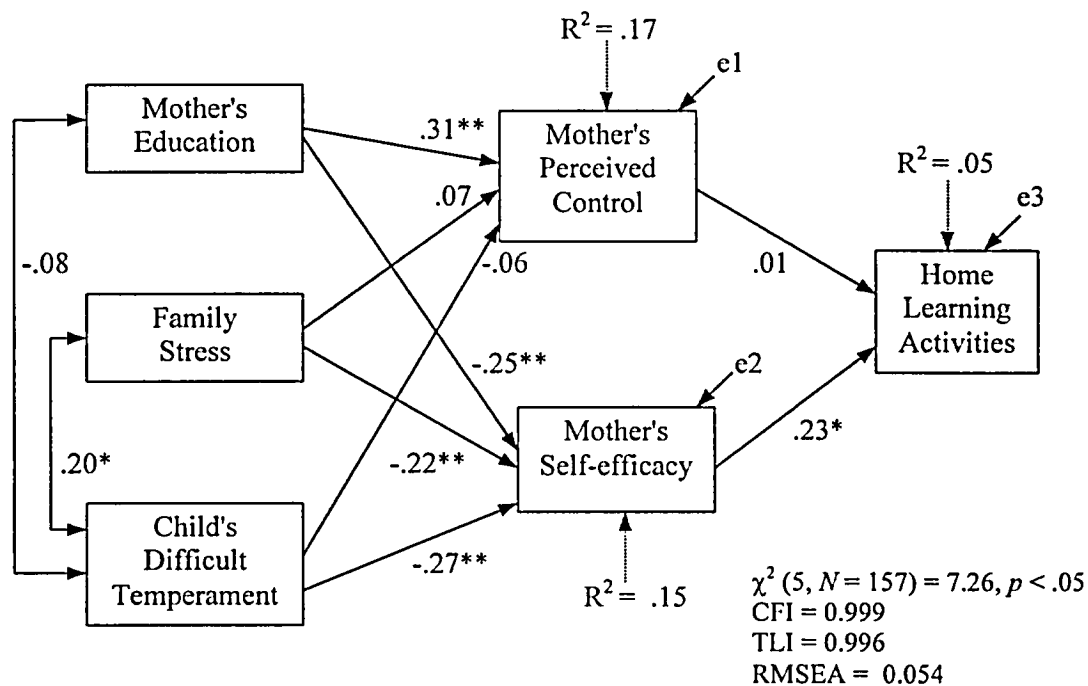 R² = .17
e1
Mother's
Education
.31**
Mother's
Perceived
Control
R² = .05
e3
.07
-.08
-.06
.01
Home
Learning
Activities
Family
Stress
-.25**
e2
.20*
-.22**
Mother's
Self-efficacy
.23*
Child's
Difficult
Temperament
-.27**
R² = .15
χ² (5, N = 157) = 7.26, p < .05
CFI = 0.999
TLI = 0.996
RMSEA = 0.054